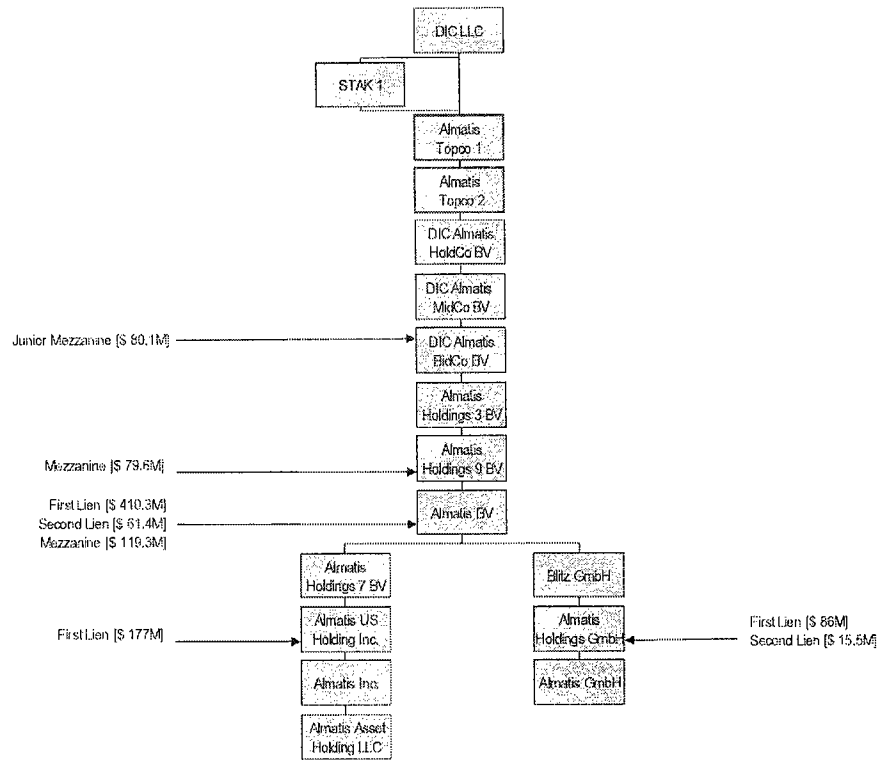 DIC LLC
STAK 1
Almatis
Topco 1
Almatis
Topco 2
DIC Almatis
HoldCo BV
DIC Almatis
MidCo BV
Junior Mezzanine [$ 80.1M]
DIC Almatis
BidCo BV
Almatis
Holdings 3 BV
Mezzanine [$ 79.6M]
Almatis
Holdings 9 BV
First Lien [$ 410.3M]
Second Lien [$ 61.4M]
Mezzanine [$ 119.3M]
Almatis BV
Almatis
Holdings 7 BV
Blitz GmbH
First Lien [$ 177M]
Almatis US
Holding Inc.
Almatis
Holdings GmbH
First Lien [$ 86M]
Second Lien [$ 15.5M]
Almatis Inc.
Almatis GmbH
Almatis Asset
Holding LLC